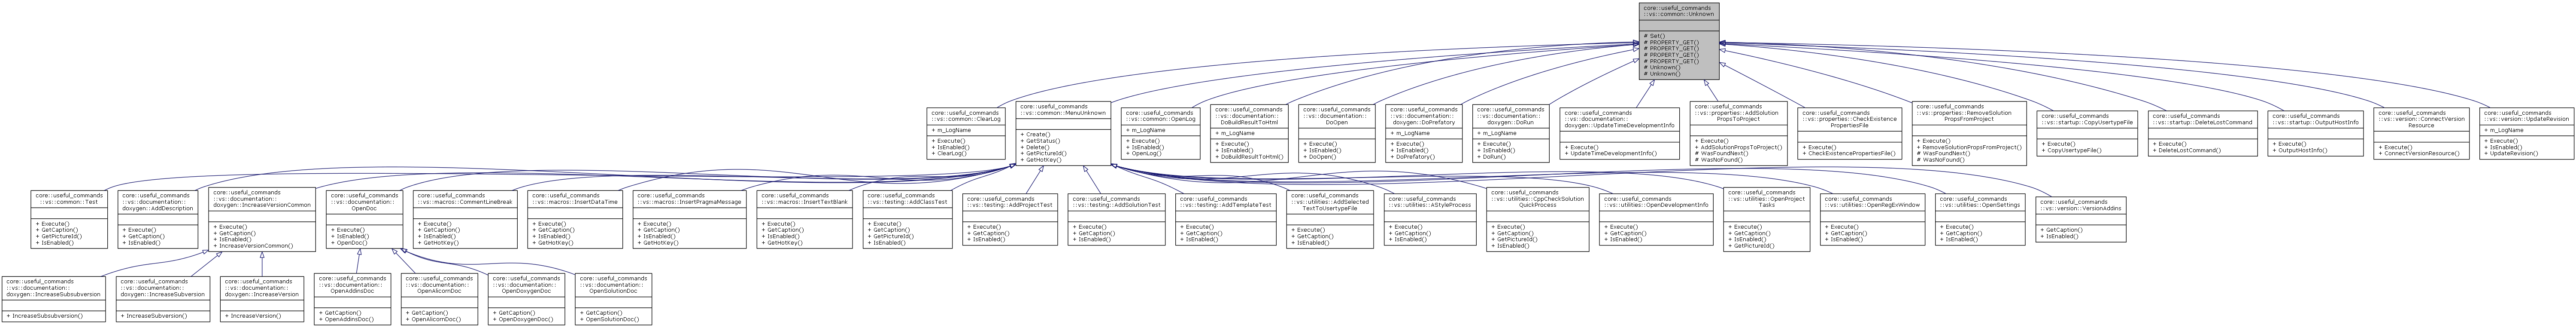 core::useful_commands
::vs::common::Unknown
# Set()
# PROPERTY_GET()
# PROPERTY_GET()
# PROPERTY_GET()
# PROPERTY_GET()
# Unknown()
# Unknown()
core::useful_commands
::vs::common::ClearLog
+ m_LogName
+ Execute()
+ IsEnabled()
+ ClearLog()
core::useful_commands
::vs::common::MenuUnknown
+ Create()
+ GetStatus()
+ Delete()
+ GetPictureId()
+ GetHotKey()
core::useful_commands
::vs::common::OpenLog
+ m_LogName
+ Execute()
+ IsEnabled()
+ OpenLog()
core::useful_commands
::vs::documentation::
DoBuildResultToHtml
+ m_LogName
+ Execute()
+ IsEnabled()
+ DoBuildResultToHtml()
core::useful_commands
::vs::documentation::
DoOpen
+ Execute()
+ IsEnabled()
+ DoOpen()
core::useful_commands
::vs::documentation::
doxygen::DoPrefatory
+ m_LogName
+ Execute()
+ IsEnabled()
+ DoPrefatory()
core::useful_commands
::vs::documentation::
doxygen::DoRun
+ m_LogName
+ Execute()
+ IsEnabled()
+ DoRun()
core::useful_commands
::vs::documentation::
doxygen::UpdateTimeDevelopmentInfo
+ Execute()
+ UpdateTimeDevelopmentInfo()
core::useful_commands
::vs::properties::AddSolution
PropsToProject
+ Execute()
+ AddSolutionPropsToProject()
# WasFoundNext()
# WasNoFound()
core::useful_commands
::vs::properties::CheckExistence
PropertiesFile
+ Execute()
+ CheckExistencePropertiesFile()
core::useful_commands
::vs::properties::RemoveSolution
PropsFromProject
+ Execute()
+ RemoveSolutionPropsFromProject()
# WasFoundNext()
# WasNoFound()
core::useful_commands
::vs::startup::CopyUsertypeFile
+ Execute()
+ CopyUsertypeFile()
core::useful_commands
::vs::startup::DeleteLostCommand
+ Execute()
+ DeleteLostCommand()
core::useful_commands
::vs::startup::OutputHostInfo
+ Execute()
+ OutputHostInfo()
core::useful_commands
::vs::version::ConnectVersion
Resource
+ Execute()
+ ConnectVersionResource()
core::useful_commands
::vs::version::UpdateRevision
+ m_LogName
+ Execute()
+ IsEnabled()
+ UpdateRevision()
core::useful_commands
::vs::common::Test
+ Execute()
+ GetCaption()
+ GetPictureId()
+ IsEnabled()
core::useful_commands
::vs::documentation::
doxygen::AddDescription
+ Execute()
+ GetCaption()
+ IsEnabled()
core::useful_commands
::vs::documentation::
doxygen::IncreaseVersionCommon
+ Execute()
+ GetCaption()
+ IsEnabled()
+ IncreaseVersionCommon()
core::useful_commands
::vs::documentation::
OpenDoc
+ Execute()
+ IsEnabled()
+ OpenDoc()
core::useful_commands
::vs::macros::CommentLineBreak
+ Execute()
+ GetCaption()
+ IsEnabled()
+ GetHotKey()
core::useful_commands
::vs::macros::InsertDataTime
+ Execute()
+ GetCaption()
+ IsEnabled()
+ GetHotKey()
core::useful_commands
::vs::macros::InsertPragmaMessage
+ Execute()
+ GetCaption()
+ IsEnabled()
+ GetHotKey()
core::useful_commands
::vs::macros::InsertTextBlank
+ Execute()
+ GetCaption()
+ IsEnabled()
+ GetHotKey()
core::useful_commands
::vs::testing::AddClassTest
+ Execute()
+ GetCaption()
+ GetPictureId()
+ IsEnabled()
core::useful_commands
::vs::testing::AddProjectTest
+ Execute()
+ GetCaption()
+ IsEnabled()
core::useful_commands
::vs::testing::AddSolutionTest
+ Execute()
+ GetCaption()
+ IsEnabled()
core::useful_commands
::vs::testing::AddTemplateTest
+ Execute()
+ GetCaption()
+ IsEnabled()
core::useful_commands
::vs::utilities::AddSelected
TextToUsertypeFile
+ Execute()
+ GetCaption()
+ IsEnabled()
core::useful_commands
::vs::utilities::AStyleProcess
+ Execute()
+ GetCaption()
+ IsEnabled()
core::useful_commands
::vs::utilities::CppCheckSolution
QuickProcess
+ Execute()
+ GetCaption()
+ GetPictureId()
+ IsEnabled()
core::useful_commands
::vs::utilities::OpenDevelopmentInfo
+ Execute()
+ GetCaption()
+ IsEnabled()
core::useful_commands
::vs::utilities::OpenProject
Tasks
+ Execute()
+ GetCaption()
+ IsEnabled()
+ GetPictureId()
core::useful_commands
::vs::utilities::OpenRegExWindow
+ Execute()
+ GetCaption()
+ IsEnabled()
core::useful_commands
::vs::utilities::OpenSettings
+ Execute()
+ GetCaption()
+ IsEnabled()
core::useful_commands
::vs::version::VersionAddins
+ GetCaption()
+ IsEnabled()
core::useful_commands
::vs::documentation::
doxygen::IncreaseSubsubversion
+ IncreaseSubsubversion()
core::useful_commands
::vs::documentation::
doxygen::IncreaseSubversion
+ IncreaseSubversion()
core::useful_commands
::vs::documentation::
doxygen::IncreaseVersion
+ IncreaseVersion()
core::useful_commands
::vs::documentation::
OpenAddinsDoc
+ GetCaption()
+ OpenAddinsDoc()
core::useful_commands
::vs::documentation::
OpenAlicornDoc
+ GetCaption()
+ OpenAlicornDoc()
core::useful_commands
::vs::documentation::
OpenDoxygenDoc
+ GetCaption()
+ OpenDoxygenDoc()
core::useful_commands
::vs::documentation::
OpenSolutionDoc
+ GetCaption()
+ OpenSolutionDoc()